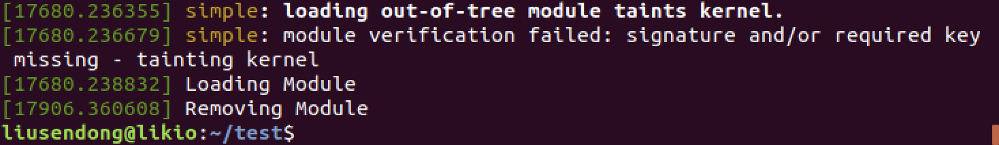 [17680.236355] simple: loading out-of-tree module taints kernel.
[17680.236679] simple: module verification failed: signature and/or required key
missing - tainting kernel
[17680.238832] Loading Module
[17906.360608] Removing Module
liusendong@likio:~/test$